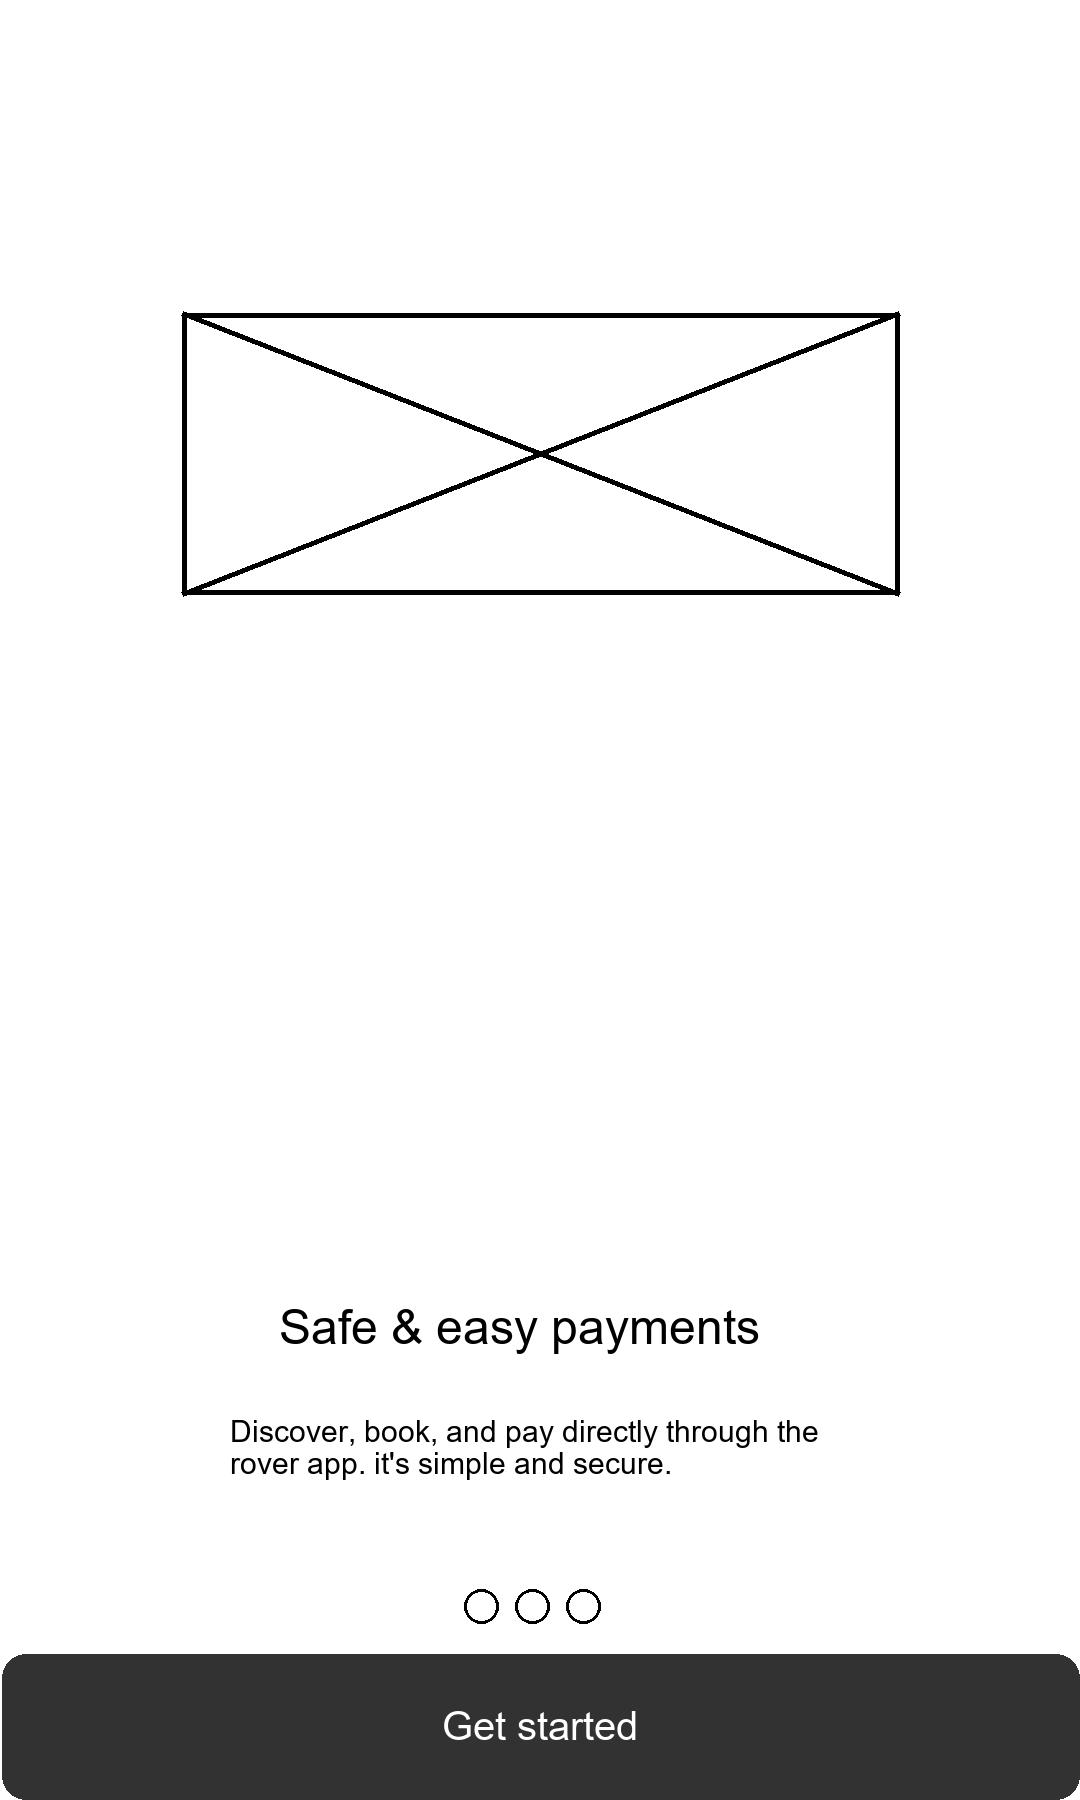 Safe & easy payments
Discover, book, and pay directly through the
rover app. it's simple and secure.
Get started